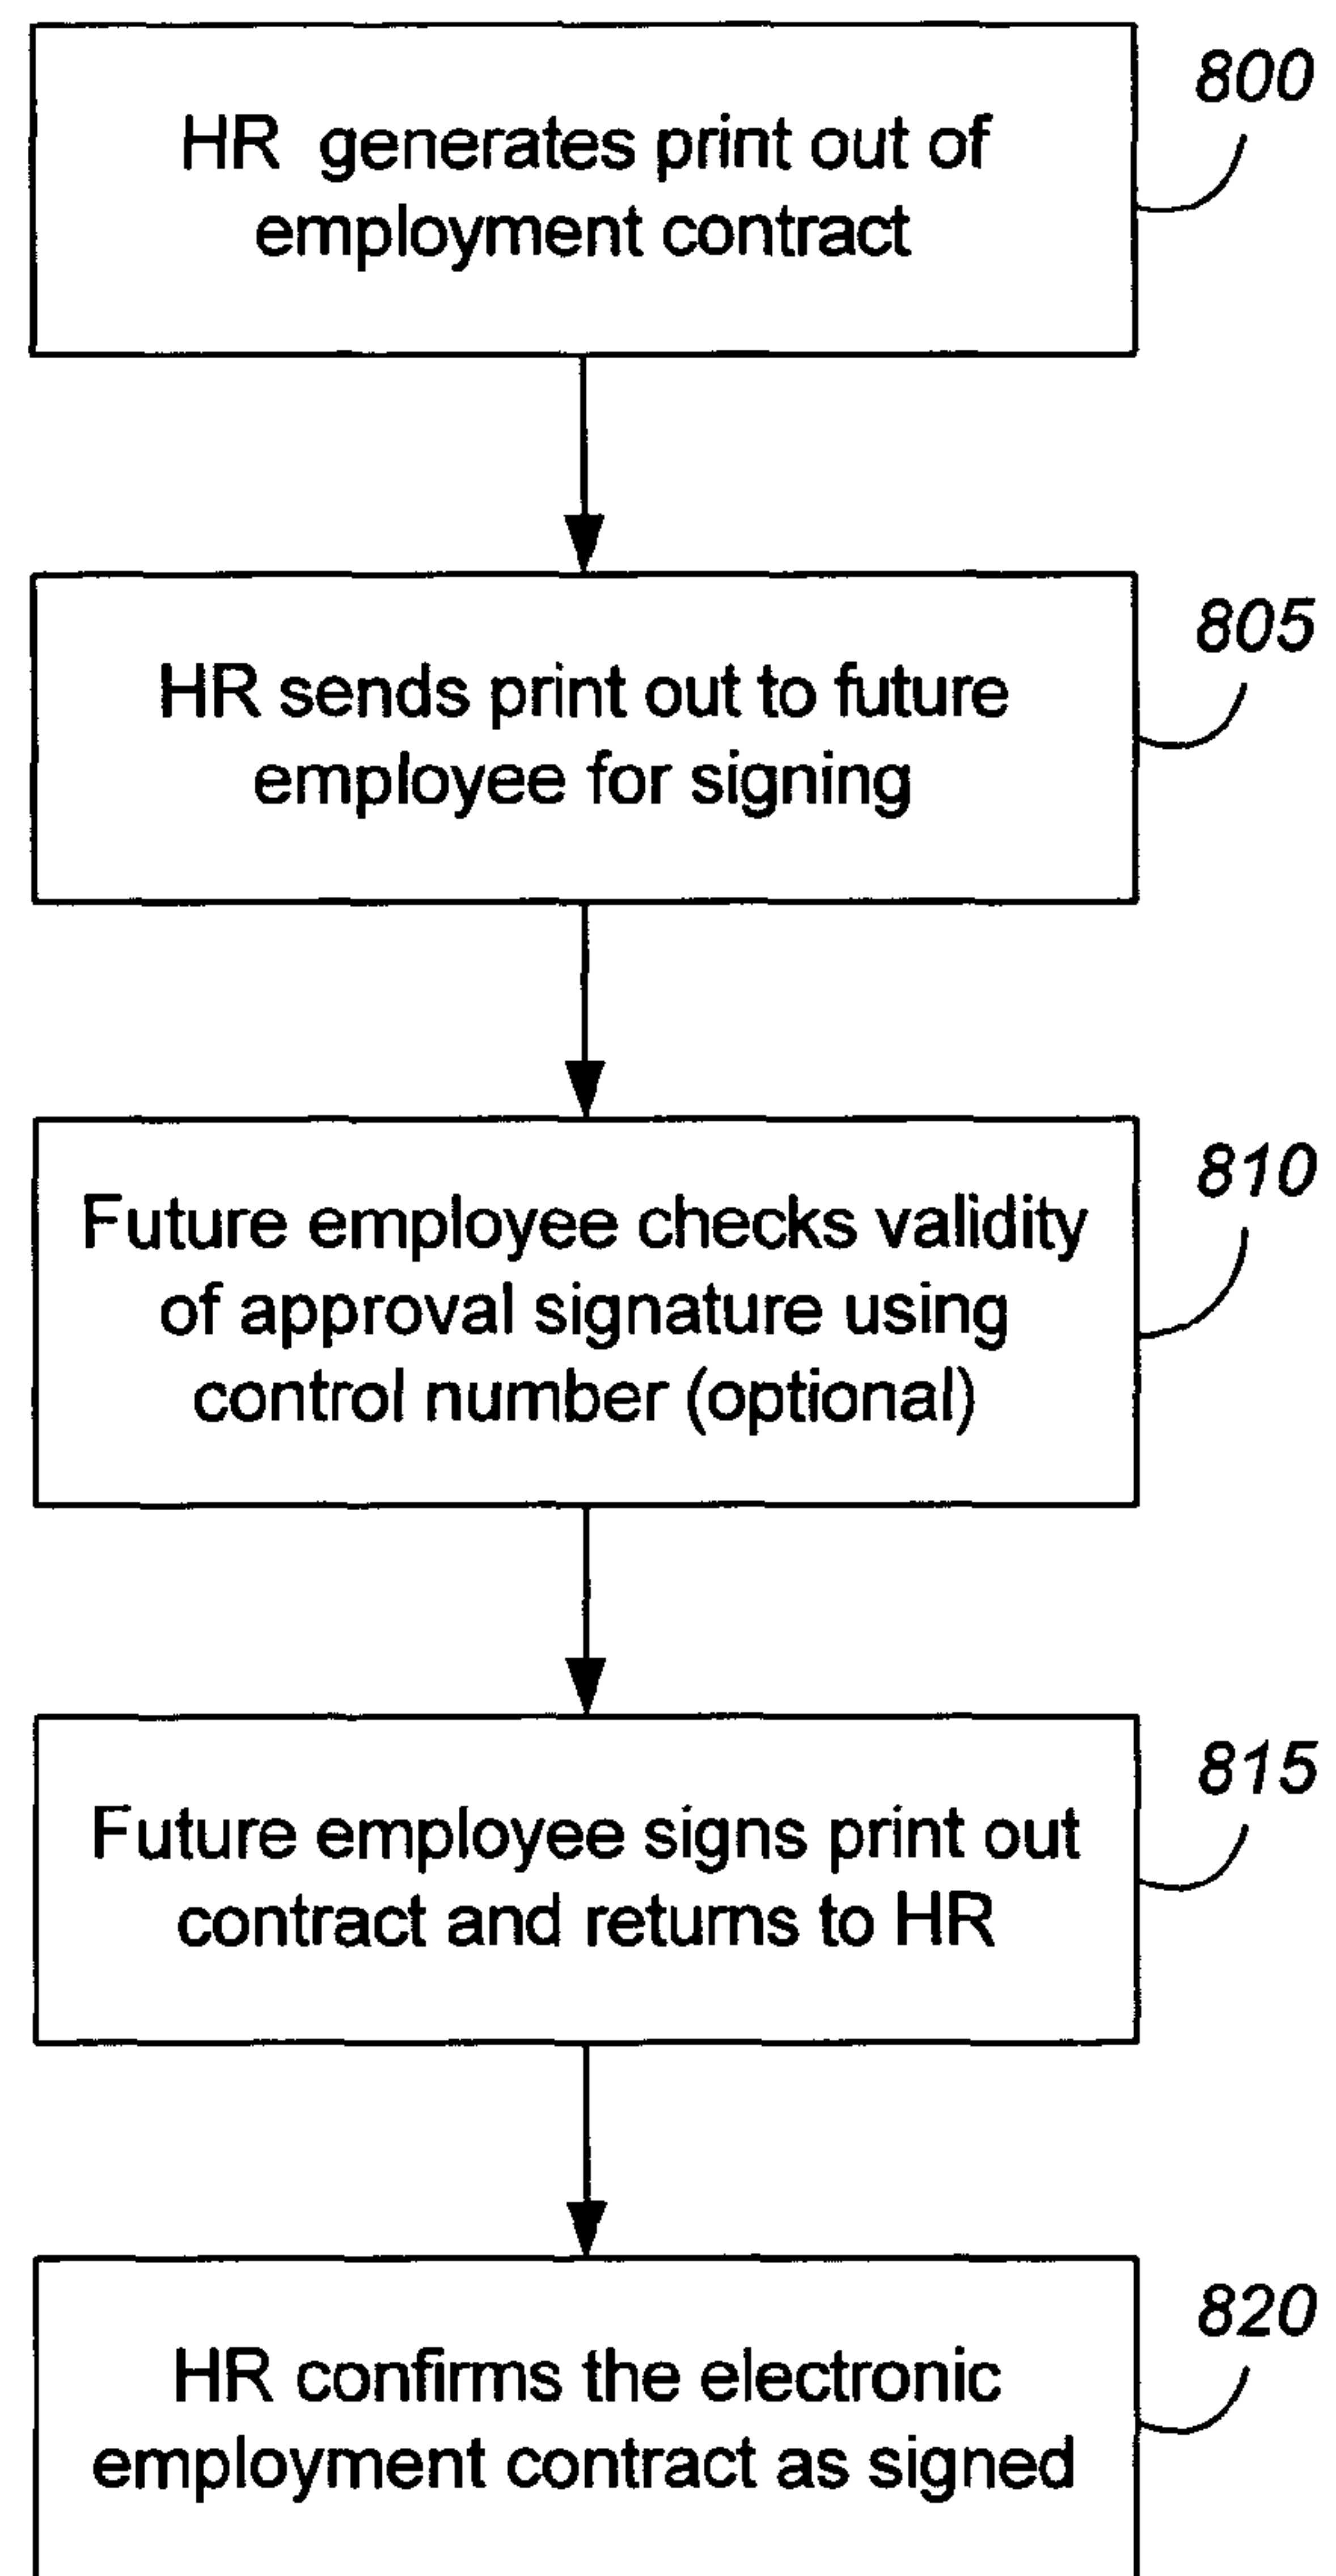 HR generates print out of
employment contract
800
HR sends print out to future
employee for signing
805
Future employee checks validity
of approval signature using
control number (optional)
810
Future employee signs print out
contract and returns to HR
815
HR confirms the electronic
employment contract as signed
820